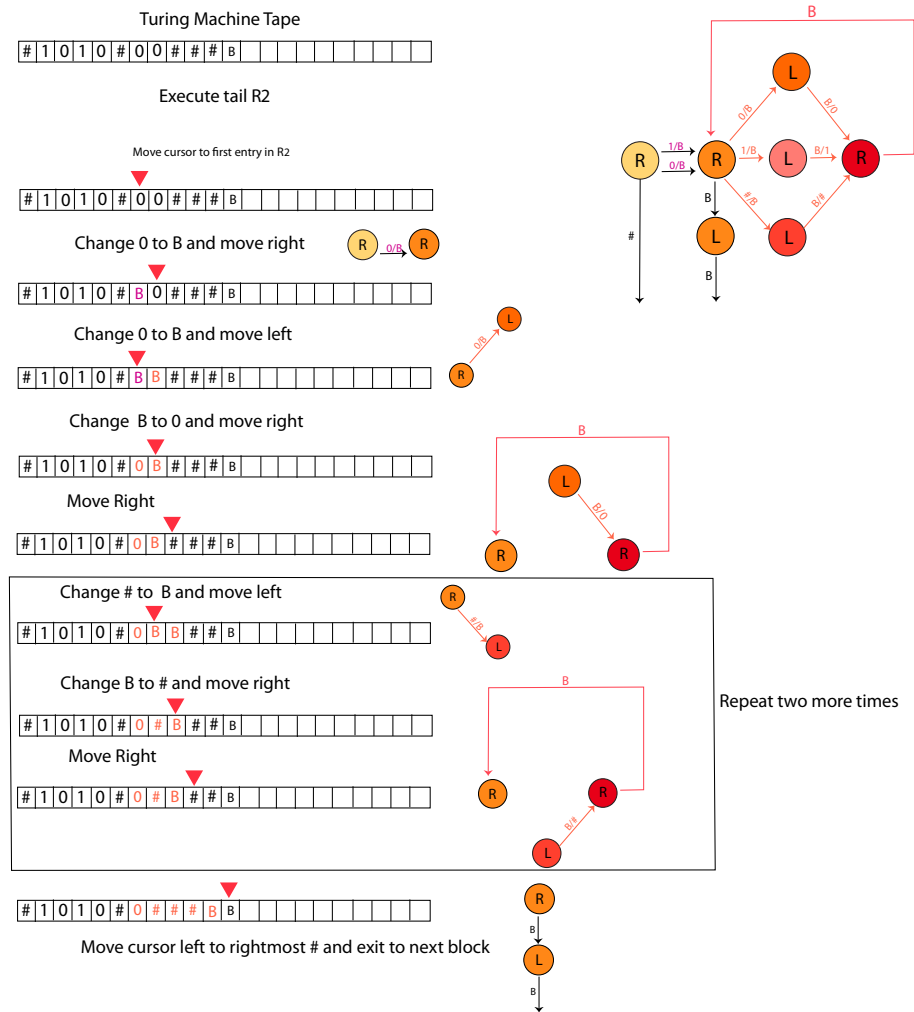 Turing Machine Tape
# 1 0 1 0 # 0 0 # # # B
Execute tail R2
Move cursor to first entry in R2
# 1 0 1 0 # 0 0 # # # B
Change 0 to B and move right
R 0/B R
# 1 0 1 0 # B 0 # # # B
Change 0 to B and move left
# 1 0 1 0 # B B # # # B
R 0/B L
Change B to 0 and move right
# 1 0 1 0 # 0 B # # # B
Move Right
# 1 0 1 0 # 0 B # # # B
B
L
B/0
R R
Change # to B and move left
# 1 0 1 0 # 0 B B # # B
R
#/B
L
Change B to # and move right
# 1 0 1 0 # 0 # B # # B
Move Right
# 1 0 1 0 # 0 # B # # B
B
R R
B/#
L
Repeat two more times
# 1 0 1 0 # 0 # # # B B
Move cursor left to rightmost # and exit to next block
R
B
L
B
B
L
0/B B/0
R 1/B R 1/B L B/1 R
0/B
#/B B/#
B
# L L
B